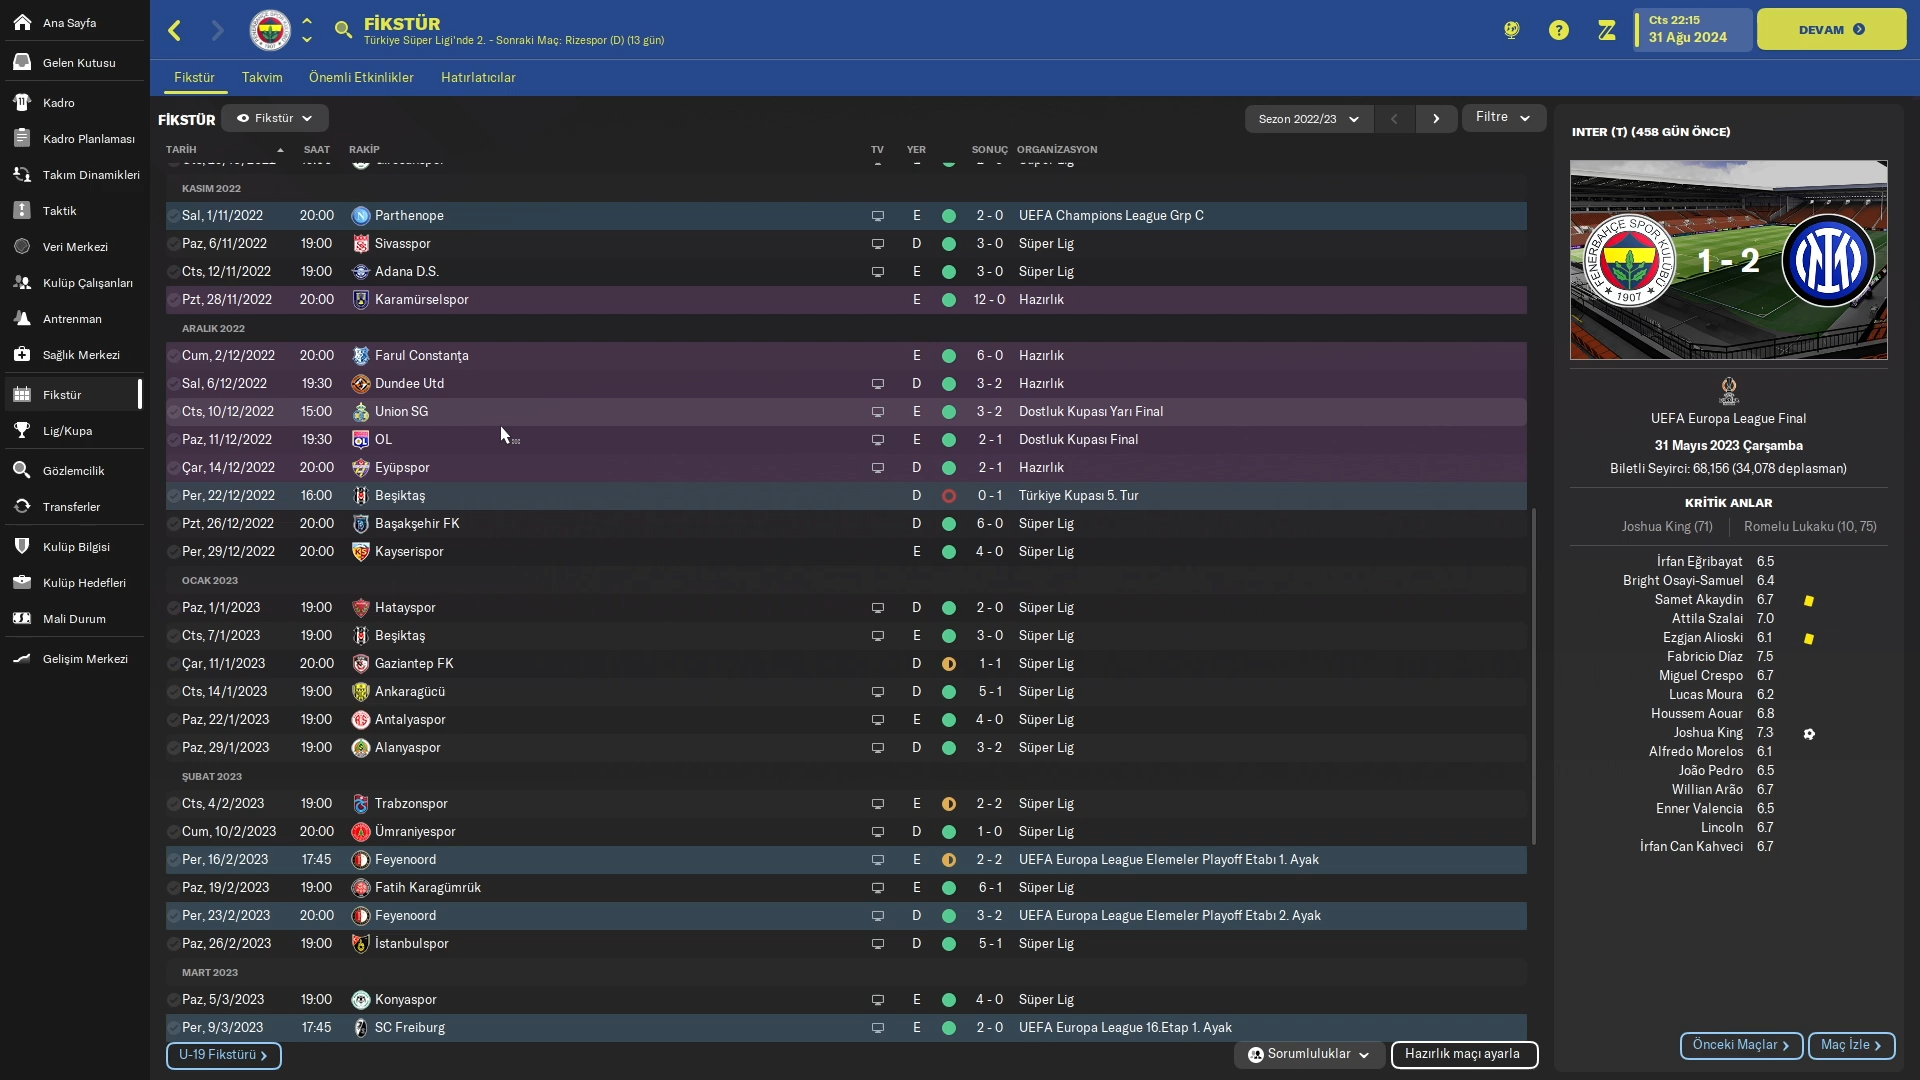 Ana Sayfa
Gelen Kutusu
Kadro
Kadro Planlaması
Takım Dinamikleri
Taktik
Veri Merkezi
Kulüp Çalışanları
Antrenman
Sağlık Merkezi
Fikstür
Lig/Kupa
Gözlemcilik
Transferler
Kulüp Bilgisi
Kulüp Hedefleri
Mali Durum
Gelişim Merkezi
FİKSTÜR
Türkiye Süper Ligi'nde 2. - Sonraki Maç: Rizespor (D) (13 gün)
Cts 22:15
31 Ağu 2024
DEVAM
Fikstür Takvim Önemli Etkinlikler Hatırlatıcılar
FİKSTÜR Fikstür Sezon 2022/23 Filtre
TARİH SAAT RAKİP TV YER SONUÇ ORGANİZASYON
KASIM 2022
Sal, 1/11/2022 20:00 Parthenope E 2 - 0 UEFA Champions League Grp C
Paz, 6/11/2022 19:00 Sivasspor D 3 - 0 Süper Lig
Cts, 12/11/2022 19:00 Adana D.S. E 3 - 0 Süper Lig
Pzt, 28/11/2022 20:00 Karamürselspor E 12 - 0 Hazırlık
ARALIK 2022
Cum, 2/12/2022 20:00 Farul Constanţa E 6 - 0 Hazırlık
Sal, 6/12/2022 19:30 Dundee Utd D 3 - 2 Hazırlık
Cts, 10/12/2022 15:00 Union SG E 3 - 2 Dostluk Kupası Yarı Final
Paz, 11/12/2022 19:30 OL E 2 - 1 Dostluk Kupası Final
Çar, 14/12/2022 20:00 Eyüpspor D 2 - 1 Hazırlık
Per, 22/12/2022 16:00 Beşiktaş D 0 - 1 Türkiye Kupası 5. Tur
Pzt, 26/12/2022 20:00 Başakşehir FK D 6 - 0 Süper Lig
Per, 29/12/2022 20:00 Kayserispor E 4 - 0 Süper Lig
OCAK 2023
Paz, 1/1/2023 19:00 Hatayspor D 2 - 0 Süper Lig
Cts, 7/1/2023 19:00 Beşiktaş E 3 - 0 Süper Lig
Çar, 11/1/2023 20:00 Gaziantep FK D 1 - 1 Süper Lig
Cts, 14/1/2023 19:00 Ankaragücü D 5 - 1 Süper Lig
Paz, 22/1/2023 19:00 Antalyaspor E 4 - 0 Süper Lig
Paz, 29/1/2023 19:00 Alanyaspor D 3 - 2 Süper Lig
ŞUBAT 2023
Cts, 4/2/2023 19:00 Trabzonspor E 2 - 2 Süper Lig
Cum, 10/2/2023 20:00 Ümraniyespor D 1 - 0 Süper Lig
Per, 16/2/2023 17:45 Feyenoord E 2 - 2 UEFA Europa League Elemeler Playoff Etabı 1. Ayak
Paz, 19/2/2023 19:00 Fatih Karagümrük E 6 - 1 Süper Lig
Per, 23/2/2023 20:00 Feyenoord D 3 - 2 UEFA Europa League Elemeler Playoff Etabı 2. Ayak
Paz, 26/2/2023 19:00 İstanbulspor D 5 - 1 Süper Lig
MART 2023
Paz, 5/3/2023 19:00 Konyaspor E 4 - 0 Süper Lig
Per, 9/3/2023 17:45 SC Freiburg E 2 - 0 UEFA Europa League 16.Etap 1. Ayak
U-19 Fikstürü Sorumluluklar Hazırlık maçı ayarla
INTER (T) (458 GÜN ÖNCE)
FENERBAHÇE SPOR KULÜBÜ
1907
1 - 2
UEFA Europa League Final
31 Mayıs 2023 Çarşamba
Biletli Seyirci: 68,156 (34,078 deplasman)
KRİTİK ANLAR
Joshua King (71) Romelu Lukaku (10, 75)
İrfan Eğribayat 6.5
Bright Osayi-Samuel 6.4
Samet Akaydin 6.7
Attila Szalai 7.0
Ezgjan Alioski 6.1
Fabricio Díaz 7.5
Miguel Crespo 6.7
Lucas Moura 6.2
Houssem Aouar 6.8
Joshua King 7.3
Alfredo Morelos 6.1
João Pedro 6.5
Willian Arão 6.7
Enner Valencia 6.5
Lincoln 6.7
İrfan Can Kahveci 6.7
Önceki Maçlar Maç İzle